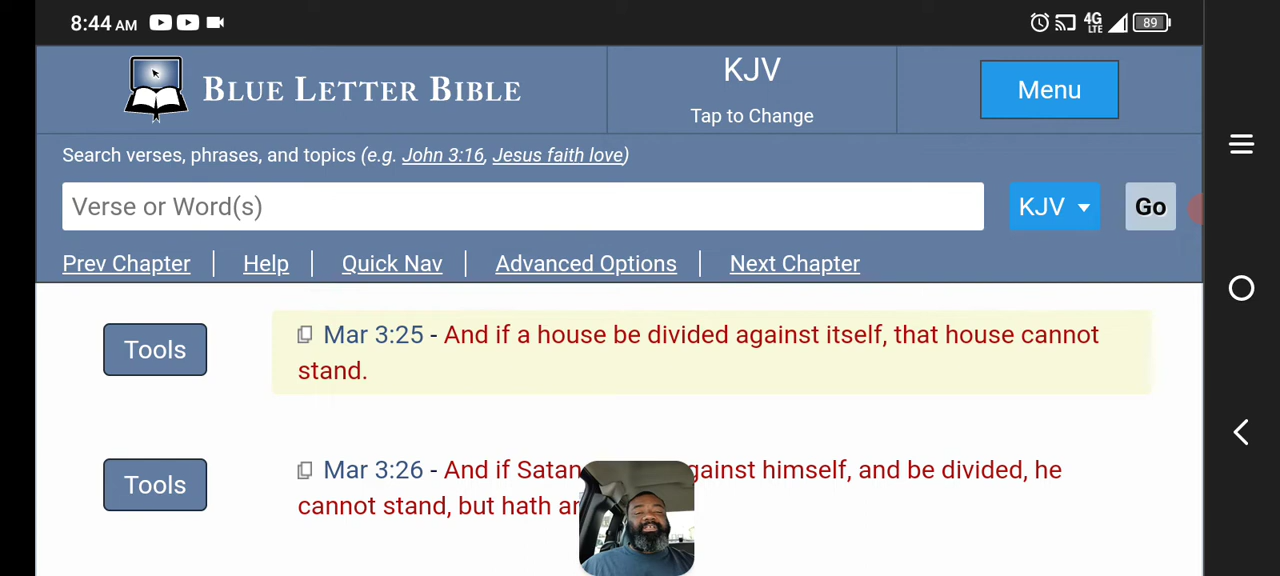 8:44 AM 4G LTE 89
BLUE LETTER BIBLE
KJV
Tap to Change
Menu
Search verses, phrases, and topics (e.g. John 3:16, Jesus faith love)
Verse or Word(s) KJV Go
Prev Chapter | Help | Quick Nav | Advanced Options | Next Chapter
Tools
Mar 3:25 - And if a house be divided against itself, that house cannot
stand.
Tools
Mar 3:26 - And if Satan himself, and be divided, he
cannot stand, but hath